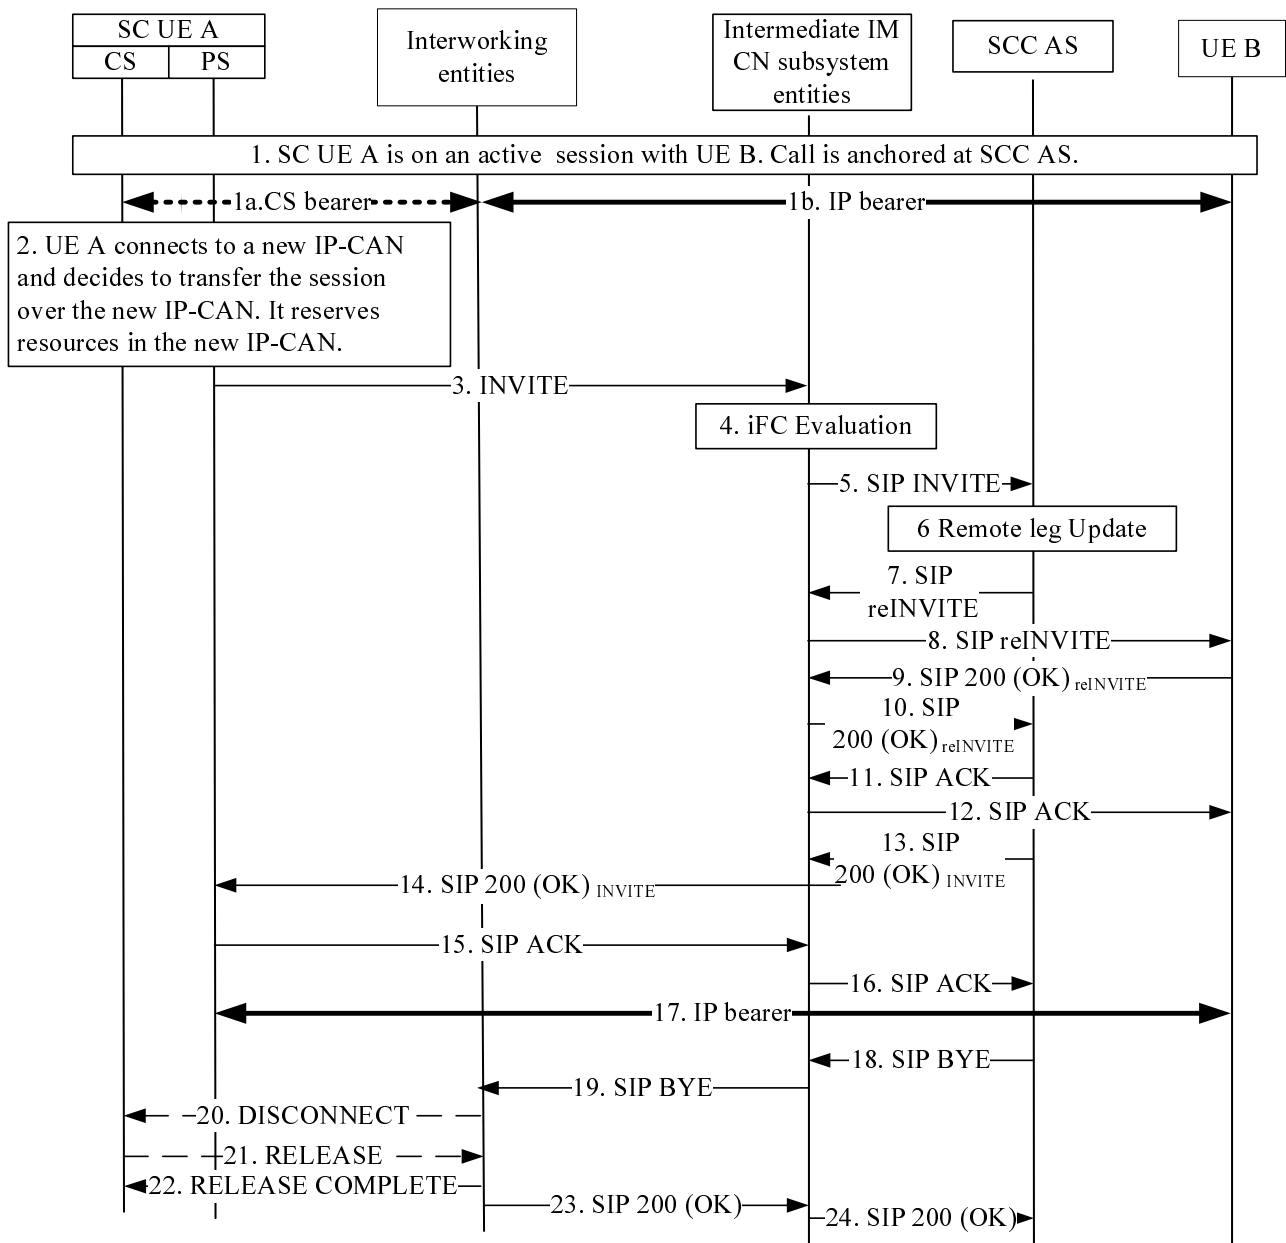 SC UE A
CS
PS
Interworking
entities
Intermediate IM
CN subsystem
entities
SCC AS
UE B
1. SC UE A is on an active session with UE B. Call is anchored at SCC AS.
1a.CS bearer
1b. IP bearer
2. UE A connects to a new IP-CAN
and decides to transfer the session
over the new IP-CAN. It reserves
resources in the new IP-CAN.
3. INVITE
4. iFC Evaluation
5. SIP INVITE
6 Remote leg Update
7. SIP
reINVITE
8. SIP reINVITE
9. SIP 200 (OK) reINVITE
10. SIP
200 (OK) reINVITE
11. SIP ACK
12. SIP ACK
13. SIP
200 (OK) INVITE
14. SIP 200 (OK) INVITE
15. SIP ACK
16. SIP ACK
17. IP bearer
18. SIP BYE
19. SIP BYE
20. DISCONNECT
21. RELEASE
22. RELEASE COMPLETE
23. SIP 200 (OK)
24. SIP 200 (OK)